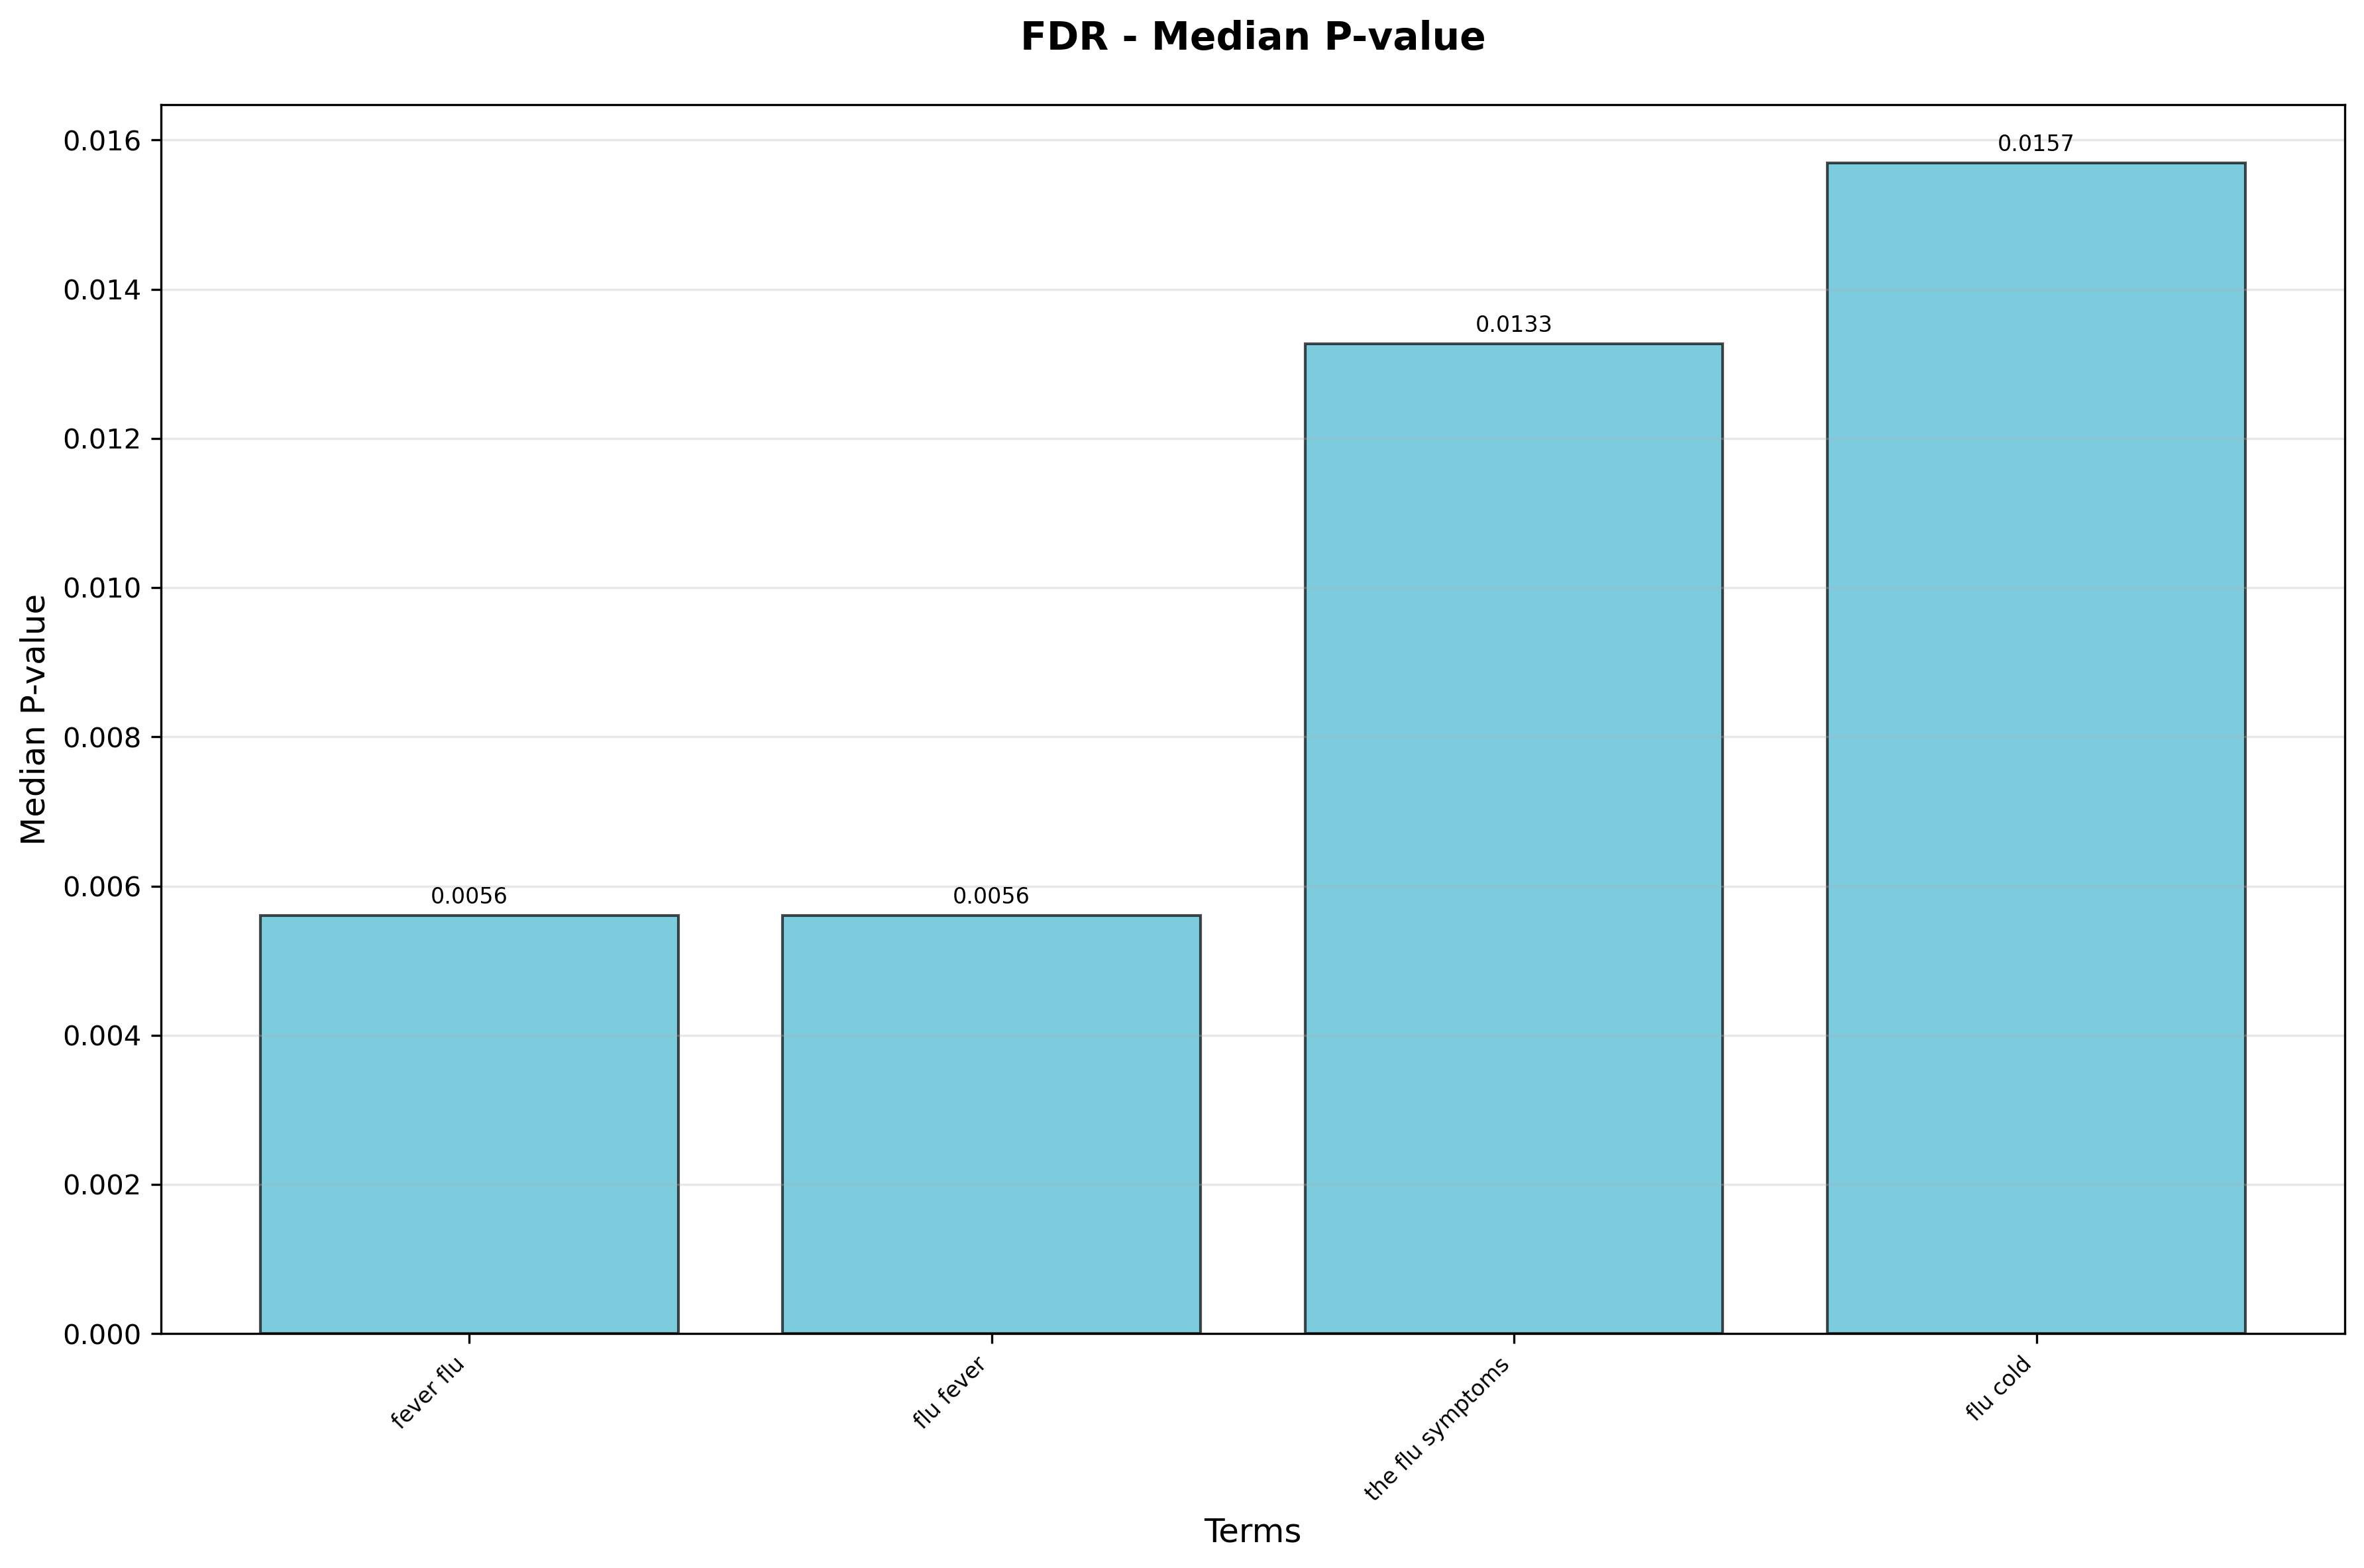 FDR - Median P-value
Median P-value
0.016
0.014
0.012
0.010
0.008
0.006
0.004
0.002
0.000
0.0056
0.0056
0.0133
0.0157
fever flu
flu fever
the flu symptoms
flu cold
Terms